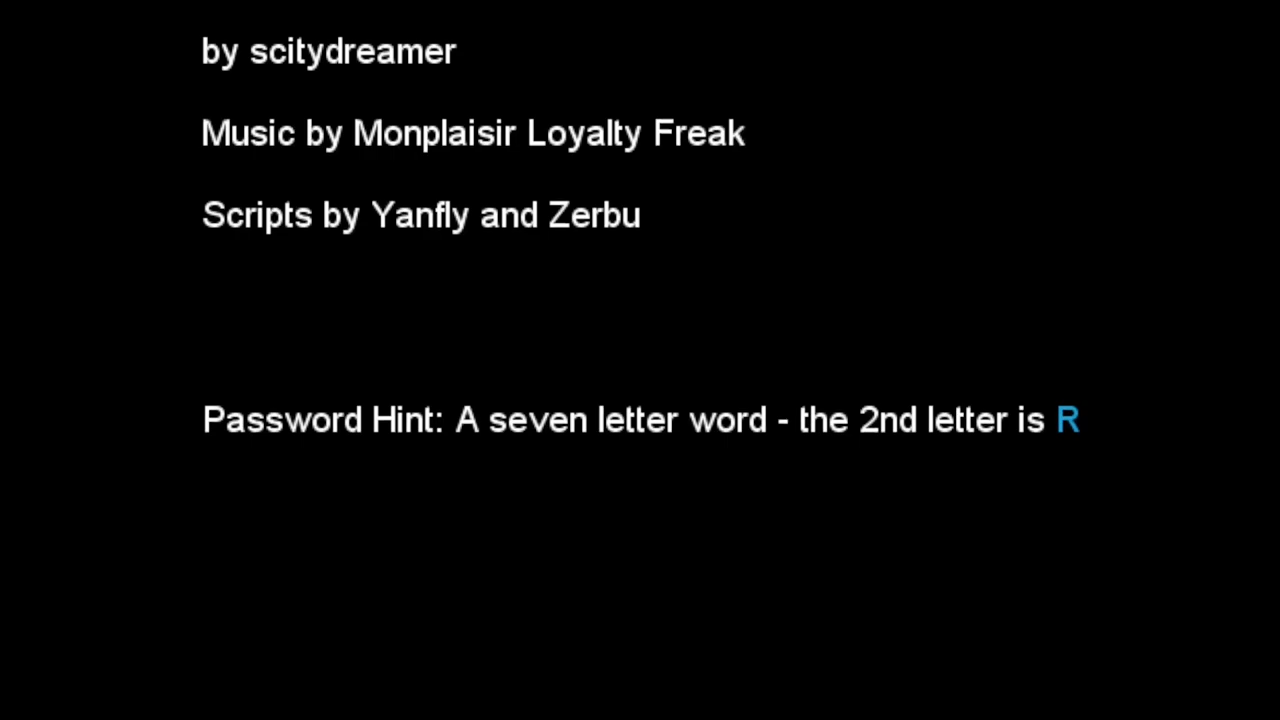 by scitydreamer
Music by Monplaisir Loyalty Freak
Scripts by Yanfly and Zerbu
Password Hint: A seven letter word - the 2nd letter is R